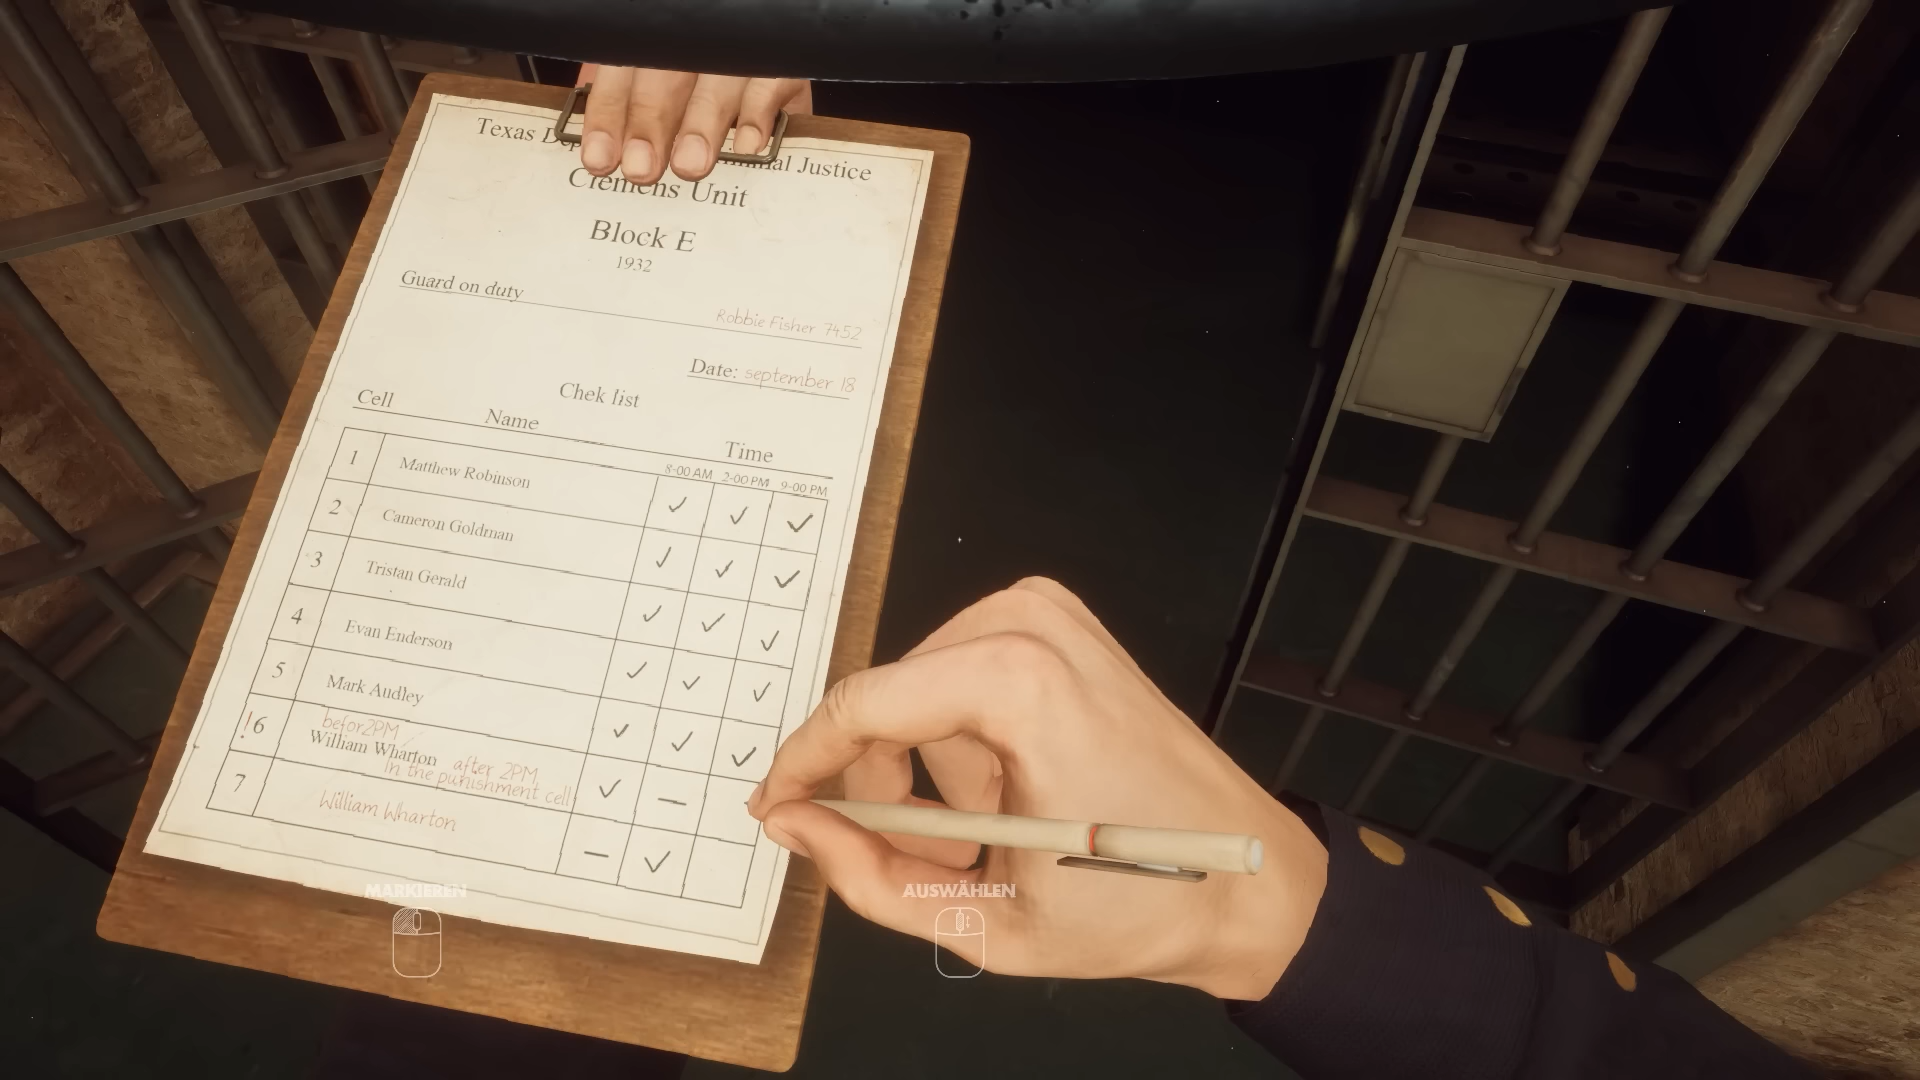 Texas Justice
Clemens Unit
Block E
1932
Guard on duty
Robbie Fisher 7452
Date: september 18
Chek list
Cell Name Time
8-00 AM 2-00 PM 9-00 PM
1 Matthew Robinson ✓ ✓ ✓
2 Cameron Goldman ✓ ✓ ✓
3 Tristan Gerald ✓ ✓ ✓
4 Evan Enderson ✓ ✓ ✓
5 Mark Audley ✓ ✓ ✓
befor 2PM
!6 William Wharton after 2PM ✓ —
In the punishment cell
7 William Wharton — ✓
MARKIEREN AUSWÄHLEN